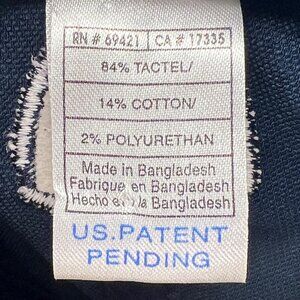 RN # 69421 CA # 17335
84% TACTEL/
14% COTTON/
2% POLYURETHAN
Made in Bangladesh
Fabrique en Bangladesh
Hecho en la Bangladesh
U.S. PATENT
PENDING